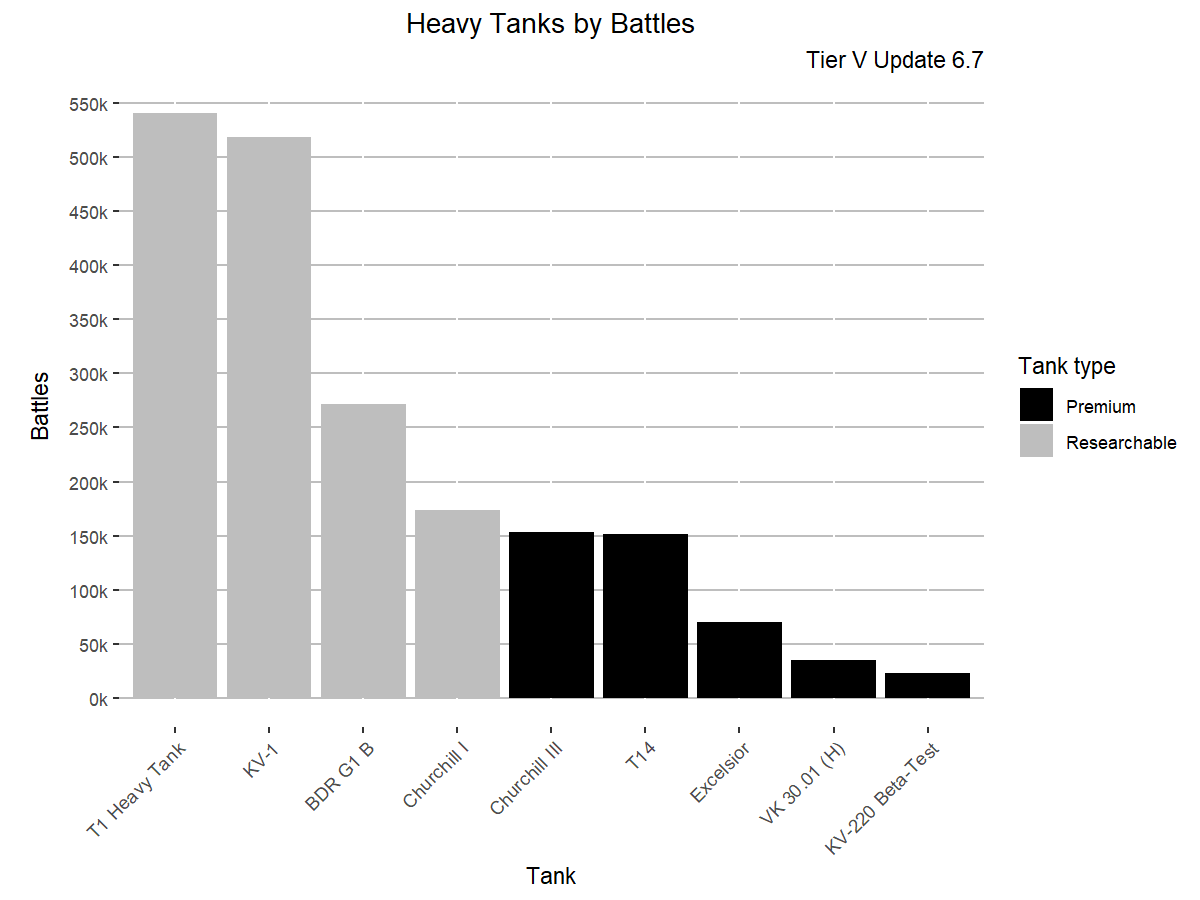 Heavy Tanks by Battles
Tier V Update 6.7
550k
500k
450k
400k
350k
300k
250k
200k
150k
100k
50k
0k
Battles
T1 Heavy Tank
KV-1
BDR G1 B
Churchill I
Churchill III
T14
Excelsior
VK 30.01 (H)
KV-220 Beta-Test
Tank
Tank type
Premium
Researchable